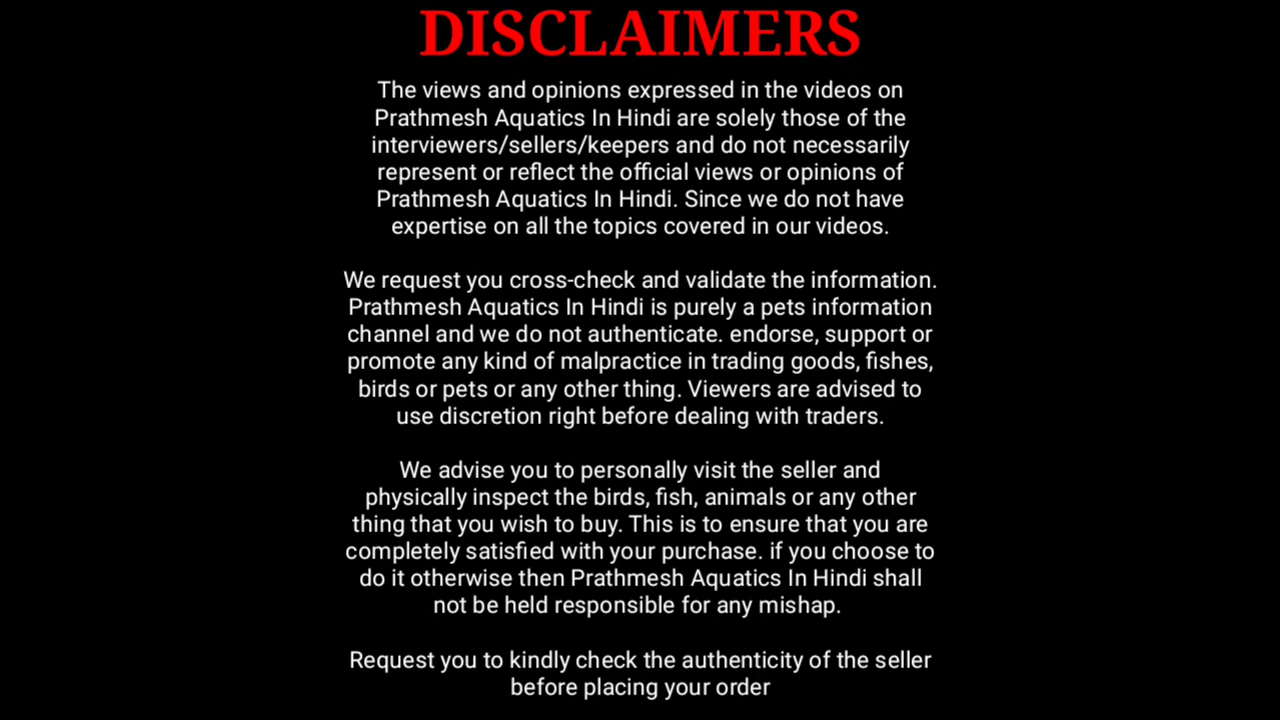 DISCLAIMERS
The views and opinions expressed in the videos on
Prathmesh Aquatics In Hindi are solely those of the
interviewers/sellers/keepers and do not necessarily
represent or reflect the official views or opinions of
Prathmesh Aquatics In Hindi. Since we do not have
expertise on all the topics covered in our videos.
We request you cross-check and validate the information.
Prathmesh Aquatics In Hindi is purely a pets information
channel and we do not authenticate. endorse, support or
promote any kind of malpractice in trading goods, fishes,
birds or pets or any other thing. Viewers are advised to
use discretion right before dealing with traders.
We advise you to personally visit the seller and
physically inspect the birds, fish, animals or any other
thing that you wish to buy. This is to ensure that you are
completely satisfied with your purchase. if you choose to
do it otherwise then Prathmesh Aquatics In Hindi shall
not be held responsible for any mishap.
Request you to kindly check the authenticity of the seller
before placing your order